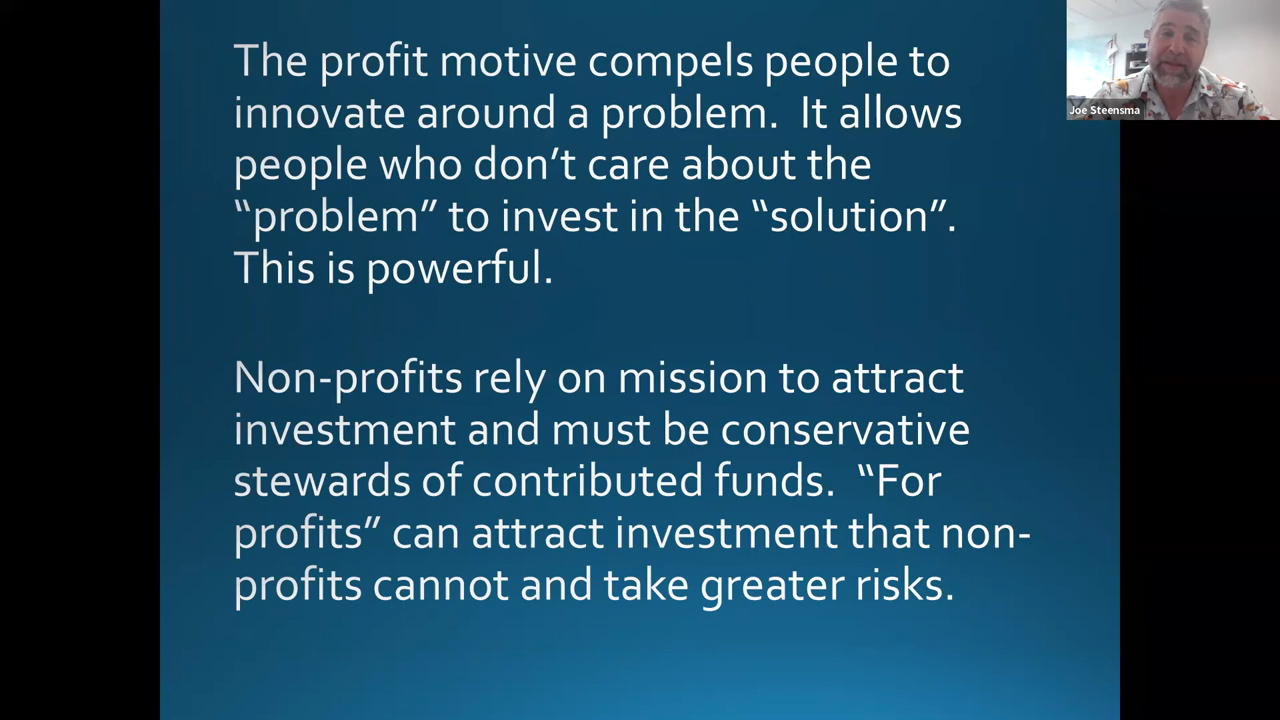 The profit motive compels people to
innovate around a problem.  It allows
people who don’t care about the
“problem” to invest in the “solution”.
This is powerful.
Non-profits rely on mission to attract
investment and must be conservative
stewards of contributed funds.  “For
profits” can attract investment that non-
profits cannot and take greater risks.
Joe Steensma